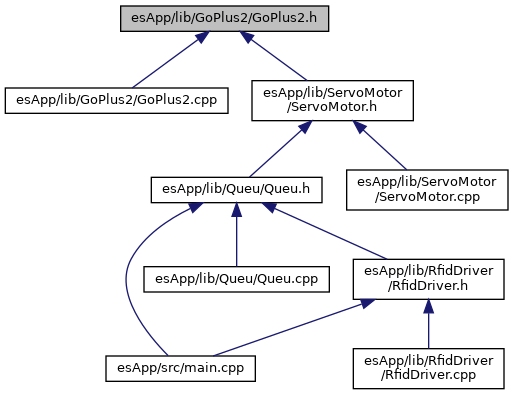 esApp/lib/GoPlus2/GoPlus2.h
esApp/lib/GoPlus2/GoPlus2.cpp
esApp/lib/ServoMotor
/ServoMotor.h
esApp/lib/Queu/Queu.h
esApp/lib/ServoMotor
/ServoMotor.cpp
esApp/lib/Queu/Queu.cpp
esApp/lib/RfidDriver
/RfidDriver.h
esApp/src/main.cpp
esApp/lib/RfidDriver
/RfidDriver.cpp